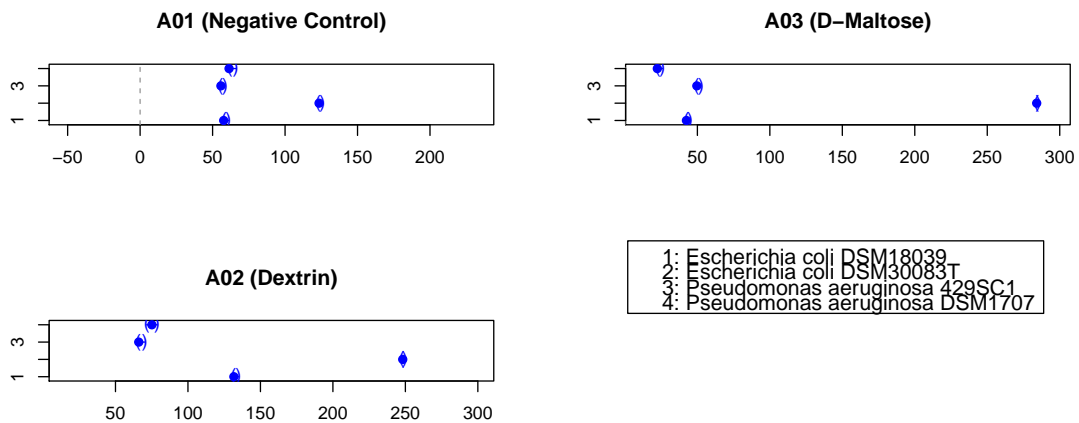 A01 (Negative Control)
3
1
−50 0 50 100 150 200
A03 (D−Maltose)
3
1
50 100 150 200 250 300
A02 (Dextrin)
3
1
50 100 150 200 250 300
1: Escherichia coli DSM18039
2: Escherichia coli DSM30083T
3: Pseudomonas aeruginosa 429SC1
4: Pseudomonas aeruginosa DSM1707